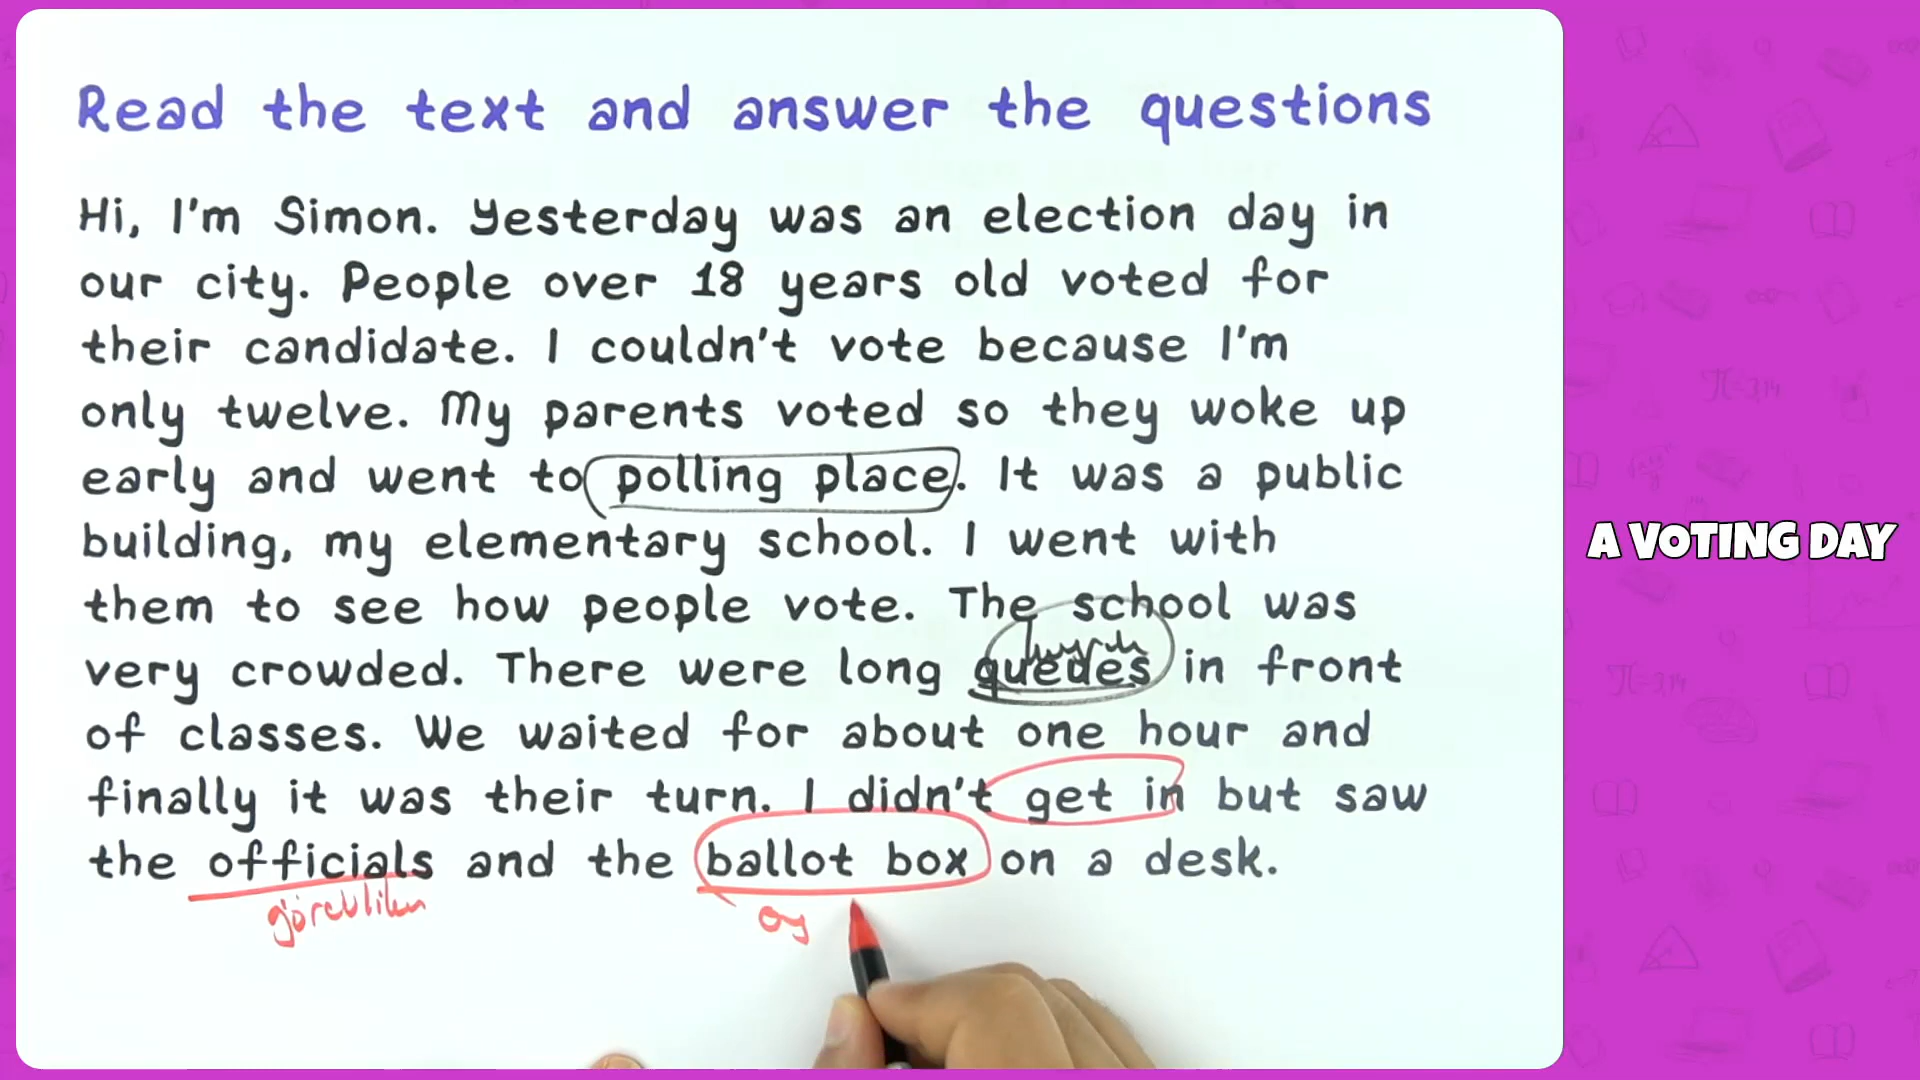 Read the text and answer the questions
Hi, I'm Simon. Yesterday was an election day in
our city. People over 18 years old voted for
their candidate. I couldn't vote because I'm
only twelve. My parents voted so they woke up
early and went to polling place. It was a public
building, my elementary school. I went with
them to see how people vote. The school was
very crowded. There were long quedes in front
of classes. We waited for about one hour and
finally it was their turn. I didn't get in but saw
the officials and the ballot box on a desk.
oy
A VOTING DAY